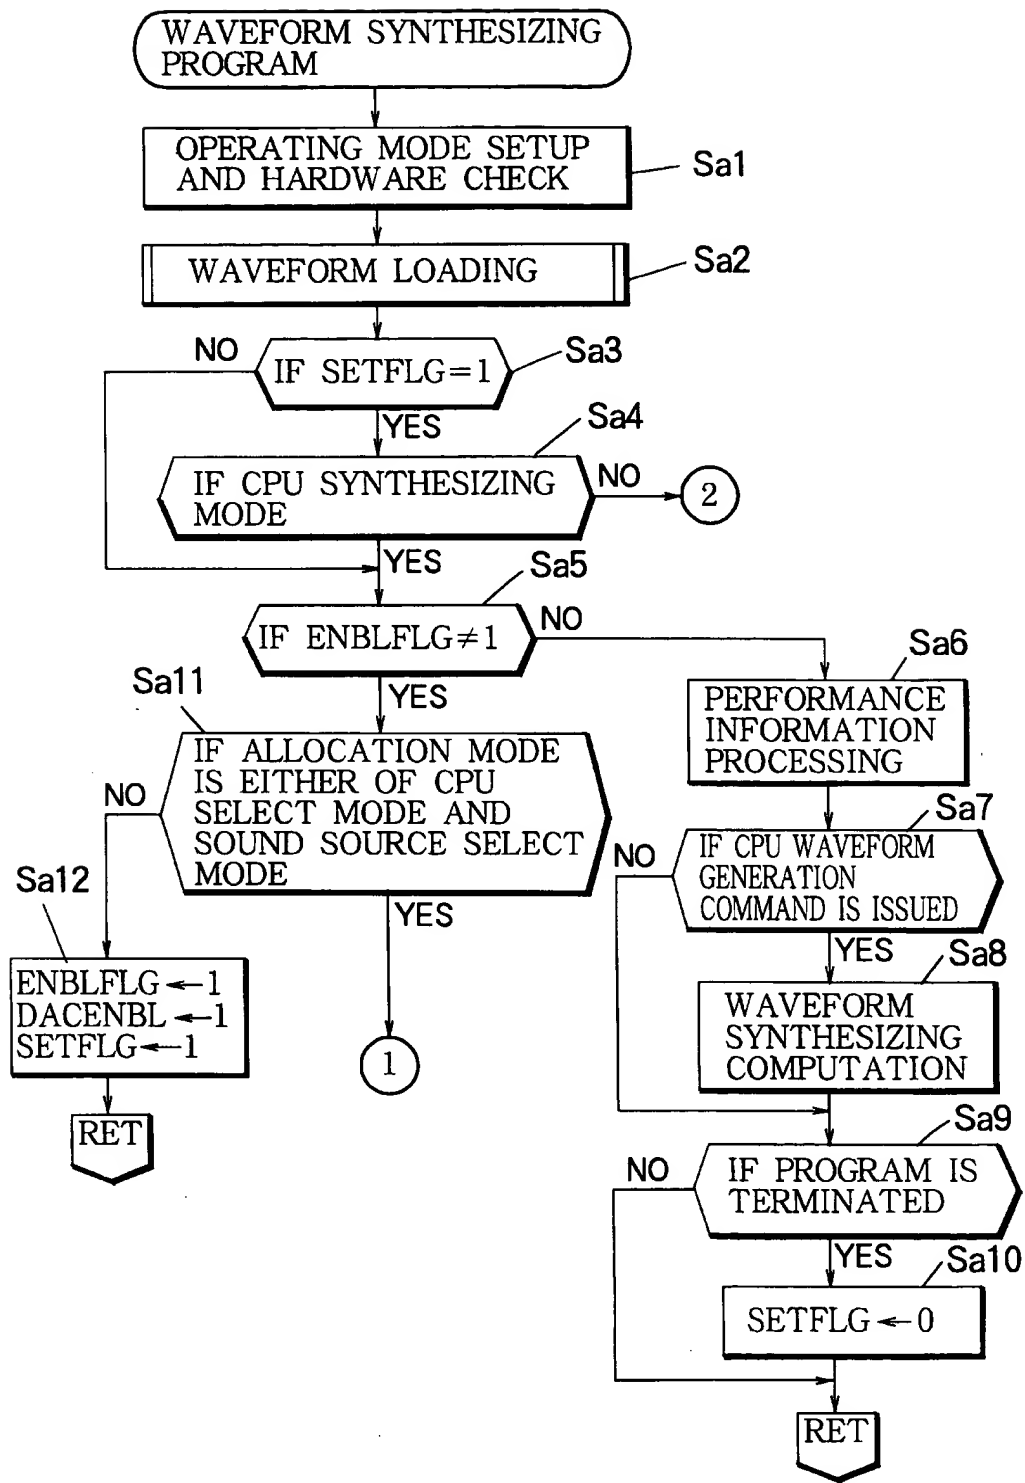 WAVEFORM SYNTHESIZING
PROGRAM
OPERATING MODE SETUP
AND HARDWARE CHECK
Sa1
WAVEFORM LOADING
Sa2
NO
IF SETFLG=1
Sa3
YES
Sa4
IF CPU SYNTHESIZING
MODE
NO
2
YES
Sa5
IF ENBLFLG≠1
NO
YES
Sa6
PERFORMANCE
INFORMATION
PROCESSING
Sa11
IF ALLOCATION MODE
IS EITHER OF CPU
SELECT MODE AND
SOUND SOURCE SELECT
MODE
NO
YES
Sa7
IF CPU WAVEFORM
GENERATION
COMMAND IS ISSUED
NO
YES
Sa12
ENBLFLG←1
DACENBL←1
SETFLG←1
RET
1
Sa8
WAVEFORM
SYNTHESIZING
COMPUTATION
Sa9
IF PROGRAM IS
TERMINATED
NO
YES
Sa10
SETFLG←0
RET